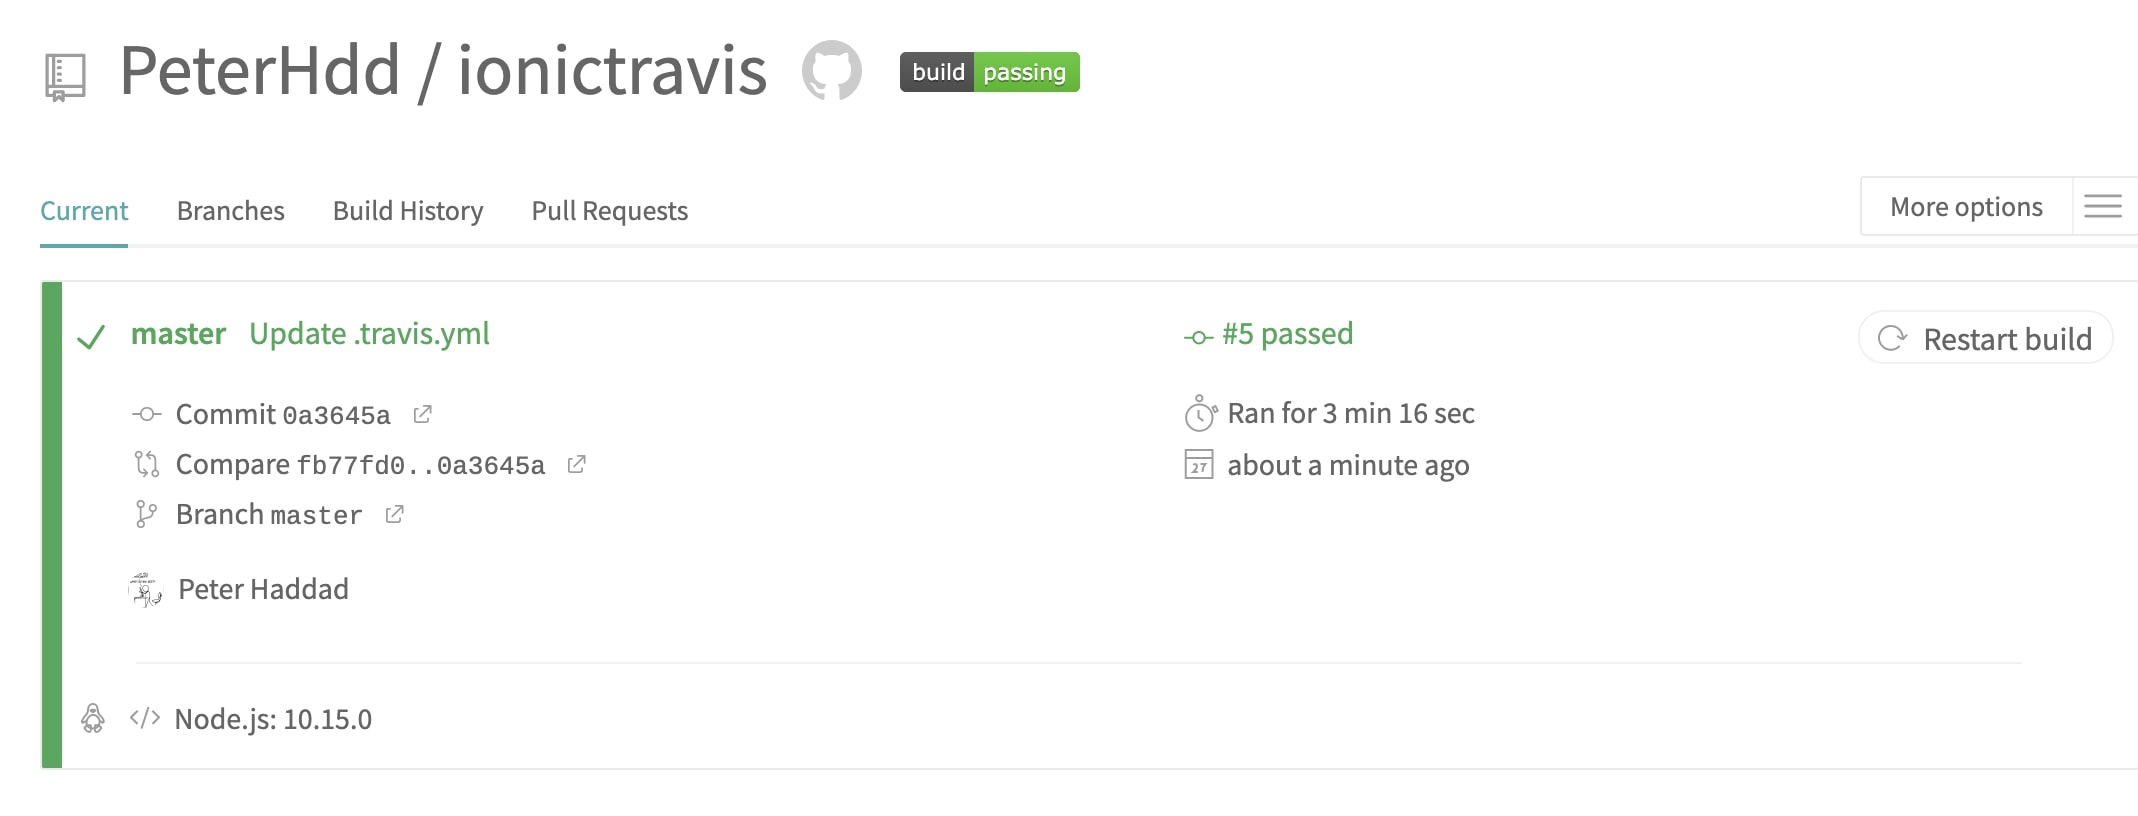 PeterHdd / ionictravis build passing
Current Branches Build History Pull Requests More options
master Update .travis.yml #5 passed Restart build
Commit 0a3645a Ran for 3 min 16 sec
Compare fb77fd0..0a3645a 27 about a minute ago
Branch master
Peter Haddad
</> Node.js: 10.15.0